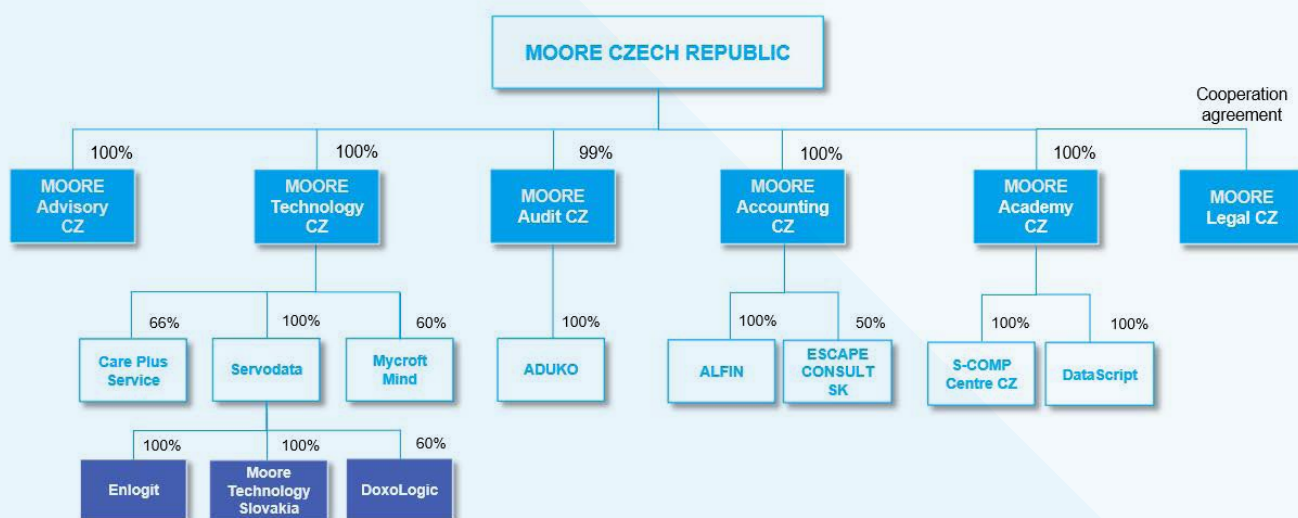 MOORE CZECH REPUBLIC
Cooperation
agreement
100%
100%
99%
100%
100%
MOORE
Advisory
CZ
MOORE
Technology
CZ
MOORE
Audit CZ
MOORE
Accounting
CZ
MOORE
Academy
CZ
MOORE
Legal CZ
66%
100%
60%
100%
100%
50%
100%
100%
Care Plus
Service
Servodata
Mycroft
Mind
ADUKO
ALFIN
ESCAPE
CONSULT
SK
S-COMP
Centre CZ
DataScript
100%
100%
60%
Enlogit
Moore
Technology
Slovakia
DoxoLogic